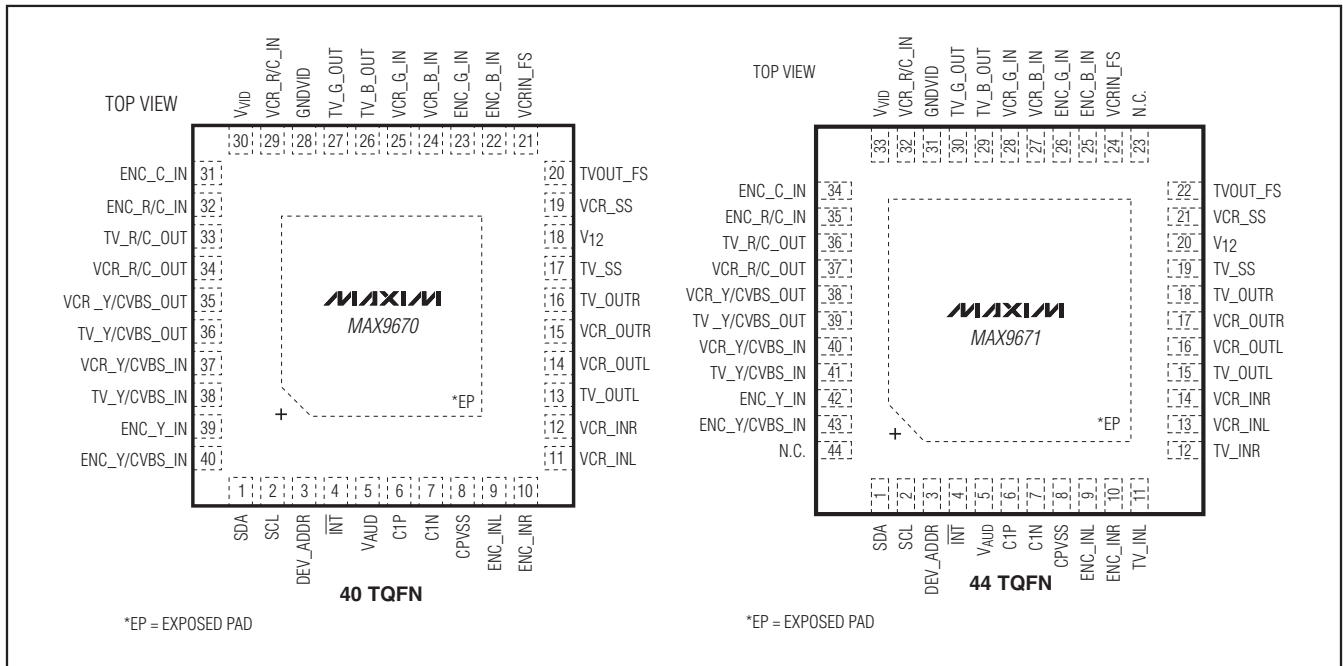 TOP VIEW
VVID
VCR_R/C_IN
GNDVID
TV_G_OUT
TV_B_OUT
VCR_G_IN
VCR_B_IN
ENC_G_IN
ENC_B_IN
VCRIN_FS
30 29 28 27 26 25 24 23 22 21
ENC_C_IN 31
ENC_R/C_IN 32
TV_R/C_OUT 33
VCR_R/C_OUT 34
VCR _Y/CVBS_OUT 35
TV_Y/CVBS_OUT 36
VCR_Y/CVBS_IN 37
TV_Y/CVBS_IN 38
ENC_Y_IN 39
ENC_Y/CVBS_IN 40
MAXIM
MAX9670
*EP
+
20 TVOUT_FS
19 VCR_SS
18 V12
17 TV_SS
16 TV_OUTR
15 VCR_OUTR
14 VCR_OUTL
13 TV_OUTL
12 VCR_INR
11 VCR_INL
1 2 3 4 5 6 7 8 9 10
SDA
SCL
DEV_ADDR
INT
VAUD
C1P
C1N
CPVSS
ENC_INL
ENC_INR
40 TQFN
*EP = EXPOSED PAD
TOP VIEW
VVID
VCR_R/C_IN
GNDVID
TV_G_OUT
TV_B_OUT
VCR_G_IN
VCR_B_IN
ENC_G_IN
ENC_B_IN
VCRIN_FS
N.C.
33 32 31 30 29 28 27 26 25 24 23
ENC_C_IN 34
ENC_R/C_IN 35
TV_R/C_OUT 36
VCR_R/C_OUT 37
VCR_Y/CVBS_OUT 38
TV _Y/CVBS_OUT 39
VCR_Y/CVBS_IN 40
TV_Y/CVBS_IN 41
ENC_Y_IN 42
ENC_Y/CVBS_IN 43
N.C. 44
MAXIM
MAX9671
*EP
+
22 TVOUT_FS
21 VCR_SS
20 V12
19 TV_SS
18 TV_OUTR
17 VCR_OUTR
16 VCR_OUTL
15 TV_OUTL
14 VCR_INR
13 VCR_INL
12 TV_INR
1 2 3 4 5 6 7 8 9 10 11
SDA
SCL
DEV_ADDR
INT
VAUD
C1P
C1N
CPVSS
ENC_INL
ENC_INR
TV_INL
44 TQFN
*EP = EXPOSED PAD